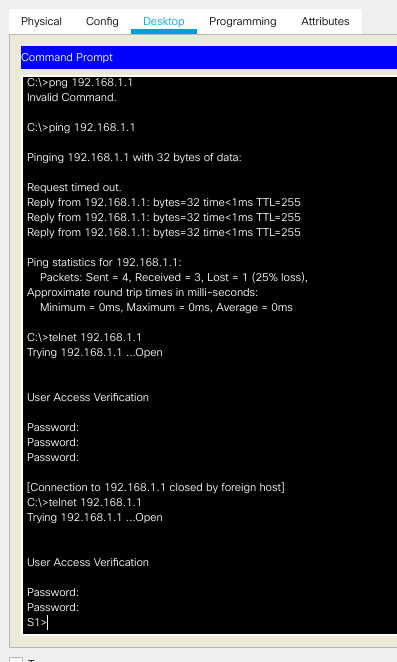 Physical Config Desktop Programming Attributes
Command Prompt
C:\>png 192.168.1.1
Invalid Command.
C:\>ping 192.168.1.1
Pinging 192.168.1.1 with 32 bytes of data:
Request timed out.
Reply from 192.168.1.1: bytes=32 time<1ms TTL=255
Reply from 192.168.1.1: bytes=32 time<1ms TTL=255
Reply from 192.168.1.1: bytes=32 time<1ms TTL=255
Ping statistics for 192.168.1.1:
Packets: Sent = 4, Received = 3, Lost = 1 (25% loss),
Approximate round trip times in milli-seconds:
Minimum = 0ms, Maximum = 0ms, Average = 0ms
C:\>telnet 192.168.1.1
Trying 192.168.1.1 ...Open
User Access Verification
Password:
Password:
Password:
[Connection to 192.168.1.1 closed by foreign host]
C:\>telnet 192.168.1.1
Trying 192.168.1.1 ...Open
User Access Verification
Password:
Password:
S1>